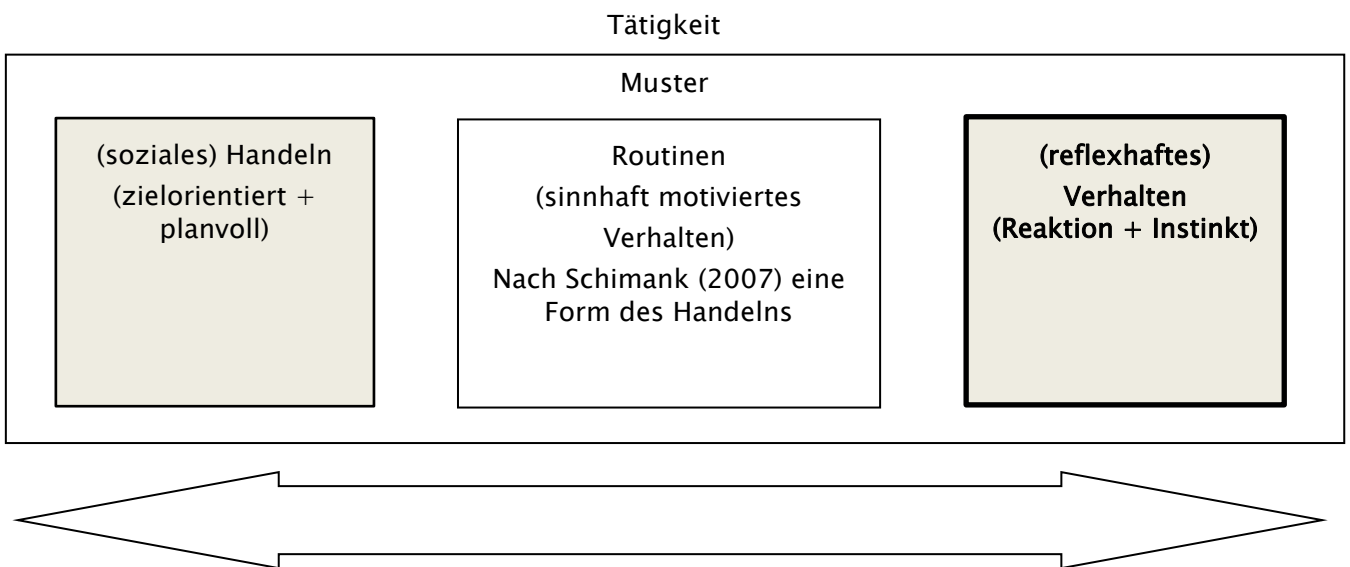 Tätigkeit
Muster
(soziales) Handeln
(zielorientiert +
planvoll)
Routinen
(sinnhaft motiviertes
Verhalten)
Nach Schimank (2007) eine
Form des Handelns
(reflexhaftes)
Verhalten
(Reaktion + Instinkt)